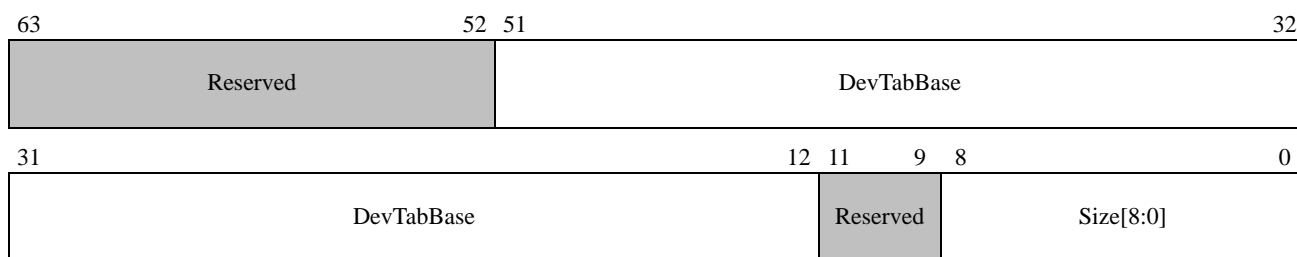 63 52 51 32
Reserved DevTabBase
31 12 11 9 8 0
DevTabBase Reserved Size[8:0]